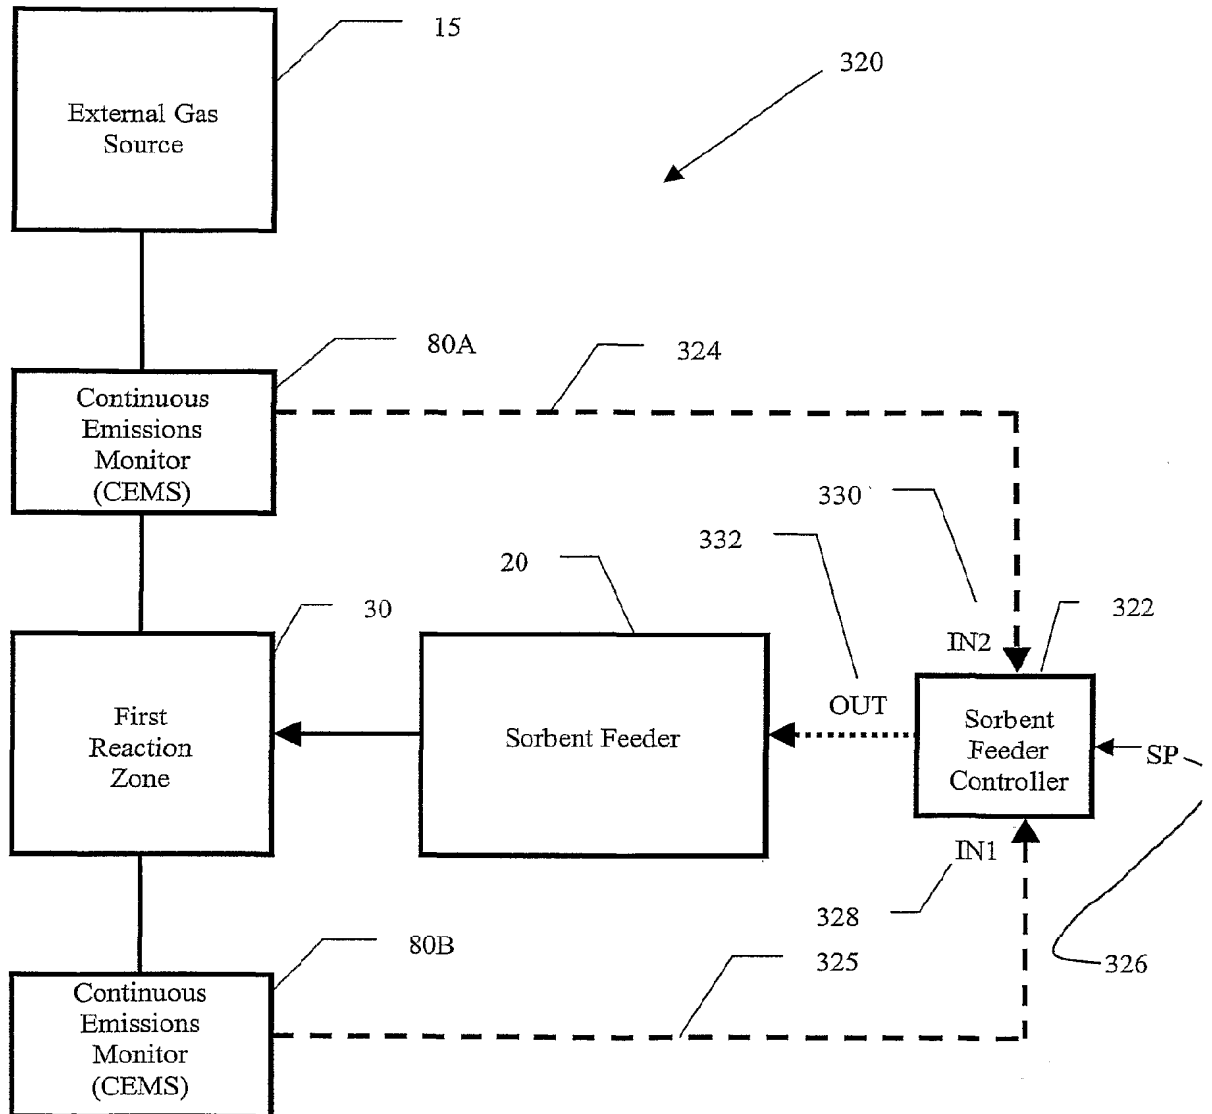 15
320
External Gas
Source
80A
324
Continuous
Emissions
Monitor
(CEMS)
330
332
20
30
322
IN2
First
Reaction
Zone
Sorbent Feeder
OUT
Sorbent
Feeder
Controller
SP
IN1
328
80B
325
326
Continuous
Emissions
Monitor
(CEMS)